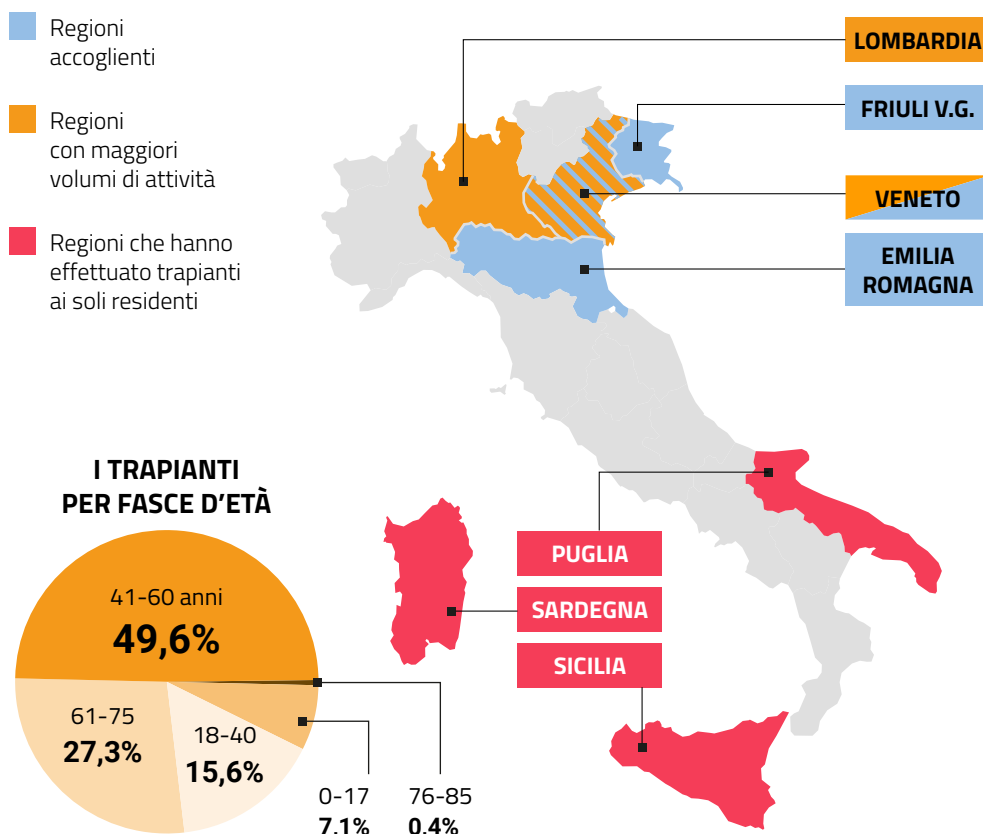 Regioni
accoglienti
Regioni
con maggiori
volumi di attività
Regioni che hanno
effettuato trapianti
ai soli residenti
LOMBARDIA
FRIULI V.G.
VENETO
EMILIA
ROMAGNA
PUGLIA
SARDEGNA
SICILIA
I TRAPIANTI
PER FASCE D'ETÀ
41-60 anni
49,6%
61-75
27,3%
18-40
15,6%
0-17
7,1%
76-85
0,4%